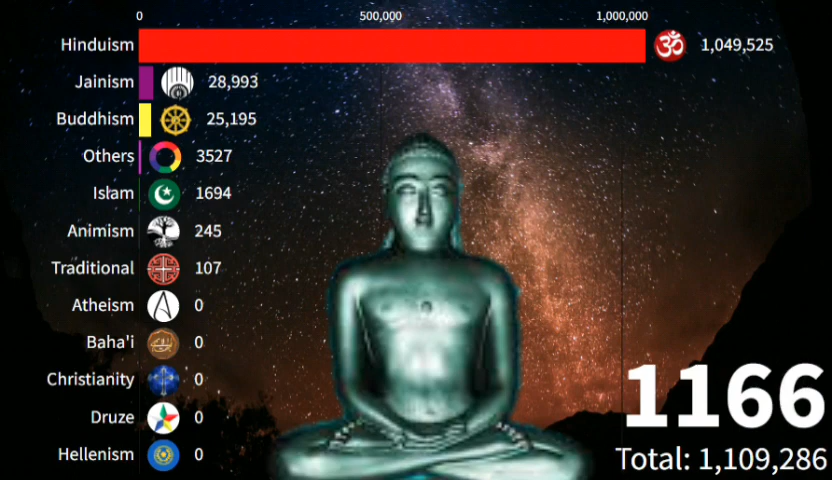 0 500,000 1,000,000
Hinduism ॐ 1,049,525
Jainism 28,993
Buddhism 25,195
Others 3527
Islam 1694
Animism 245
Traditional 107
Atheism 0
Baha'i 0
Christianity 0
Druze 0
Hellenism 0
1166
Total: 1,109,286